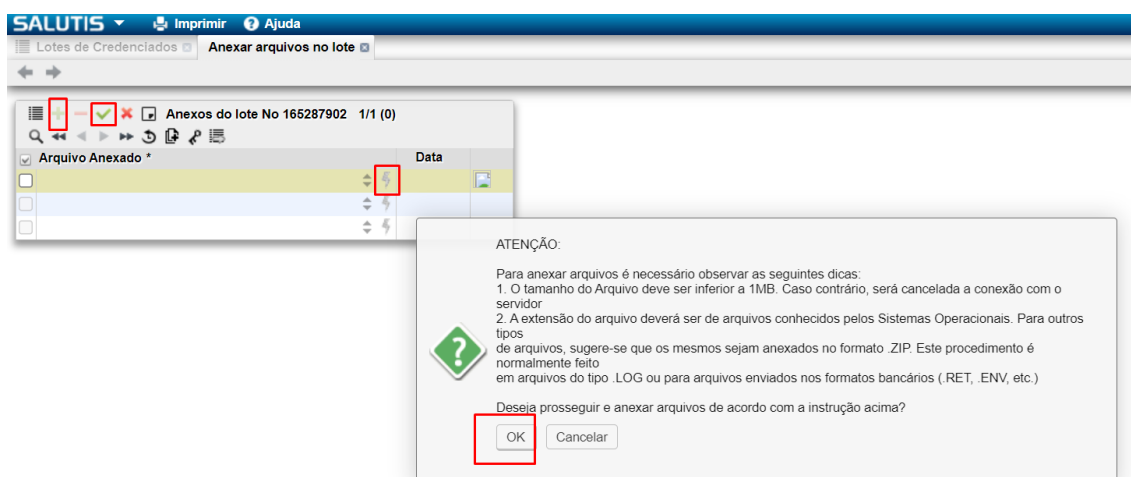 SALUTIS Imprimir Ajuda
Lotes de Credenciados Anexar arquivos no lote
Anexos do lote No 165287902 1/1 (0)
Arquivo Anexado * Data
ATENÇÃO:
Para anexar arquivos é necessário observar as seguintes dicas:
1. O tamanho do Arquivo deve ser inferior a 1MB. Caso contrário, será cancelada a conexão com o
servidor
2. A extensão do arquivo deverá ser de arquivos conhecidos pelos Sistemas Operacionais. Para outros
tipos
de arquivos, sugere-se que os mesmos sejam anexados no formato .ZIP. Este procedimento é
normalmente feito
em arquivos do tipo .LOG ou para arquivos enviados nos formatos bancários (.RET, .ENV, etc.)
Deseja prosseguir e anexar arquivos de acordo com a instrução acima?
OK Cancelar